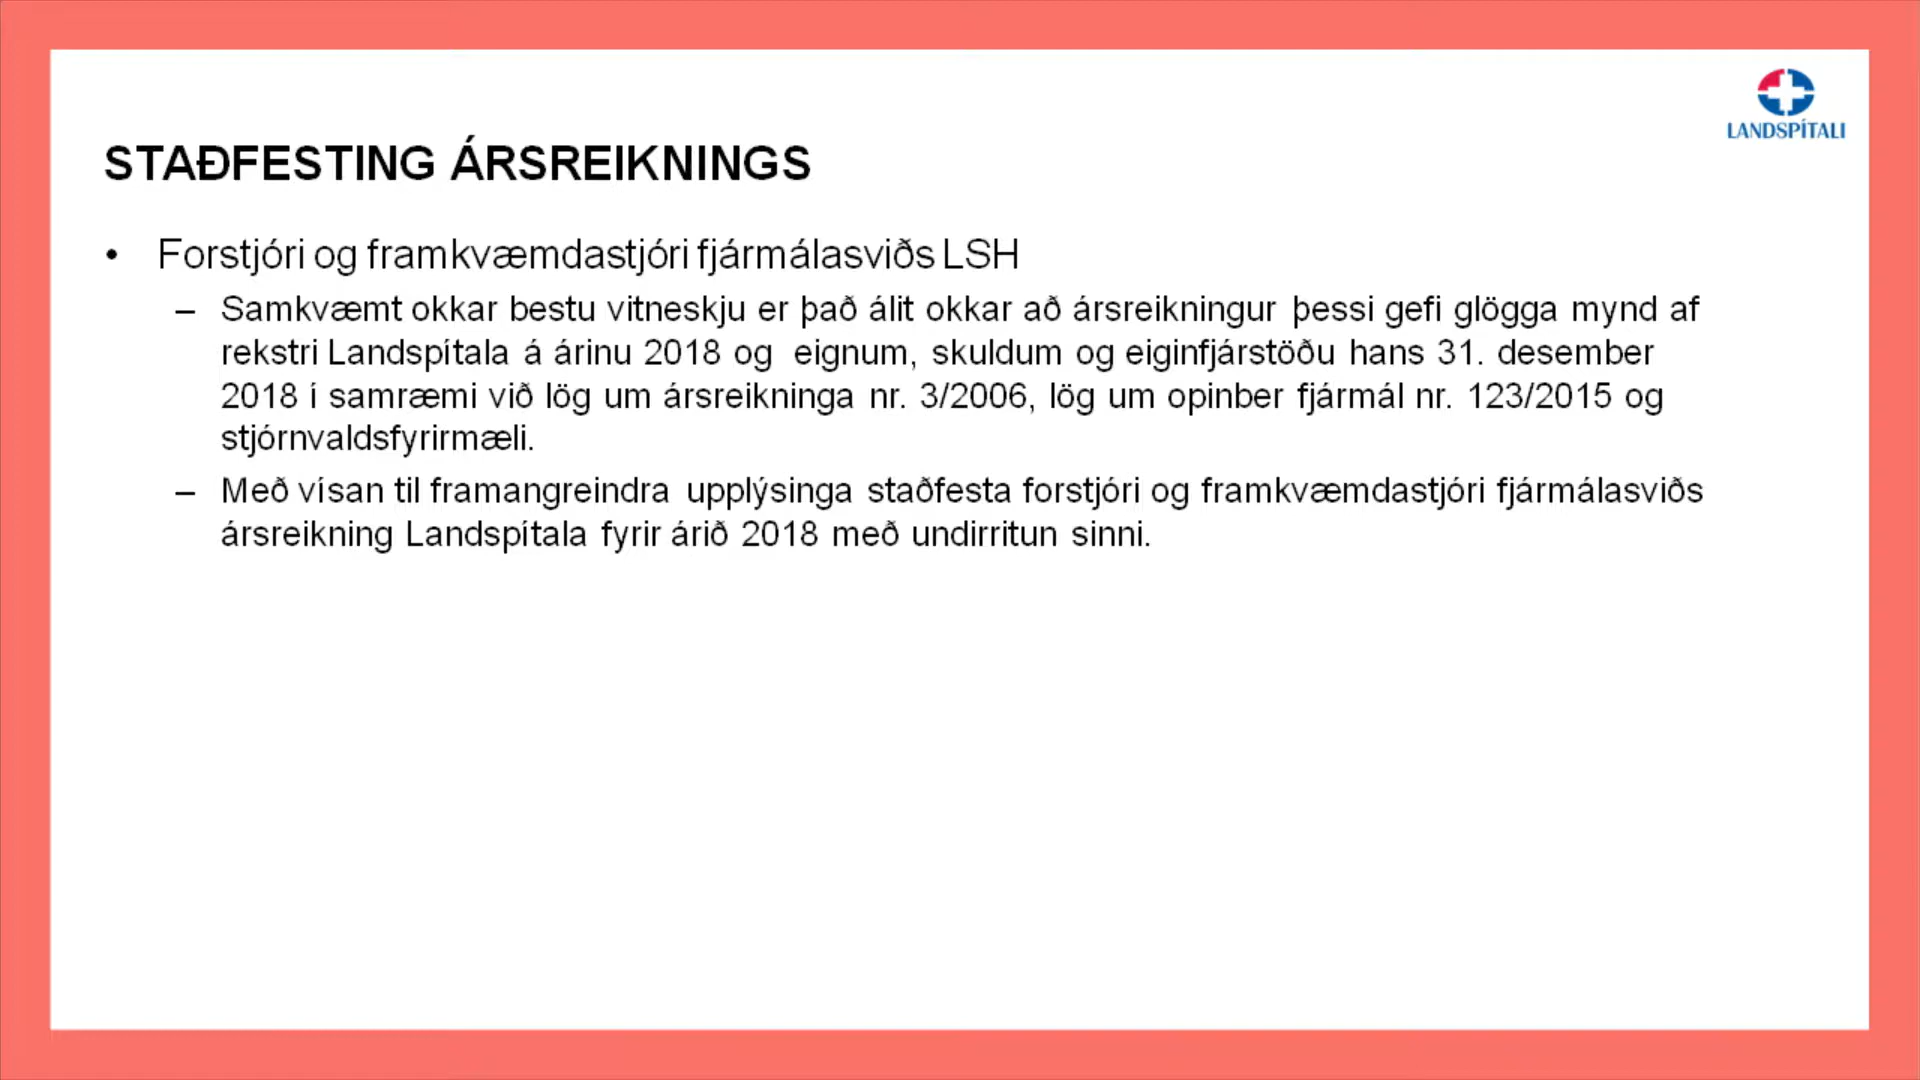 LANDSPÍTALI
STAÐFESTING ÁRSREIKNINGS
• Forstjóri og framkvæmdastjóri fjármálasviðs LSH
– Samkvæmt okkar bestu vitneskju er það álit okkar að ársreikningur þessi gefi glögga mynd af
rekstri Landspítala á árinu 2018 og eignum, skuldum og eiginfjárstöðu hans 31. desember
2018 í samræmi við lög um ársreikninga nr. 3/2006, lög um opinber fjármál nr. 123/2015 og
stjórnvaldsfyrirmæli.
– Með vísan til framangreindra upplýsinga staðfesta forstjóri og framkvæmdastjóri fjármálasviðs
ársreikning Landspítala fyrir árið 2018 með undirritun sinni.